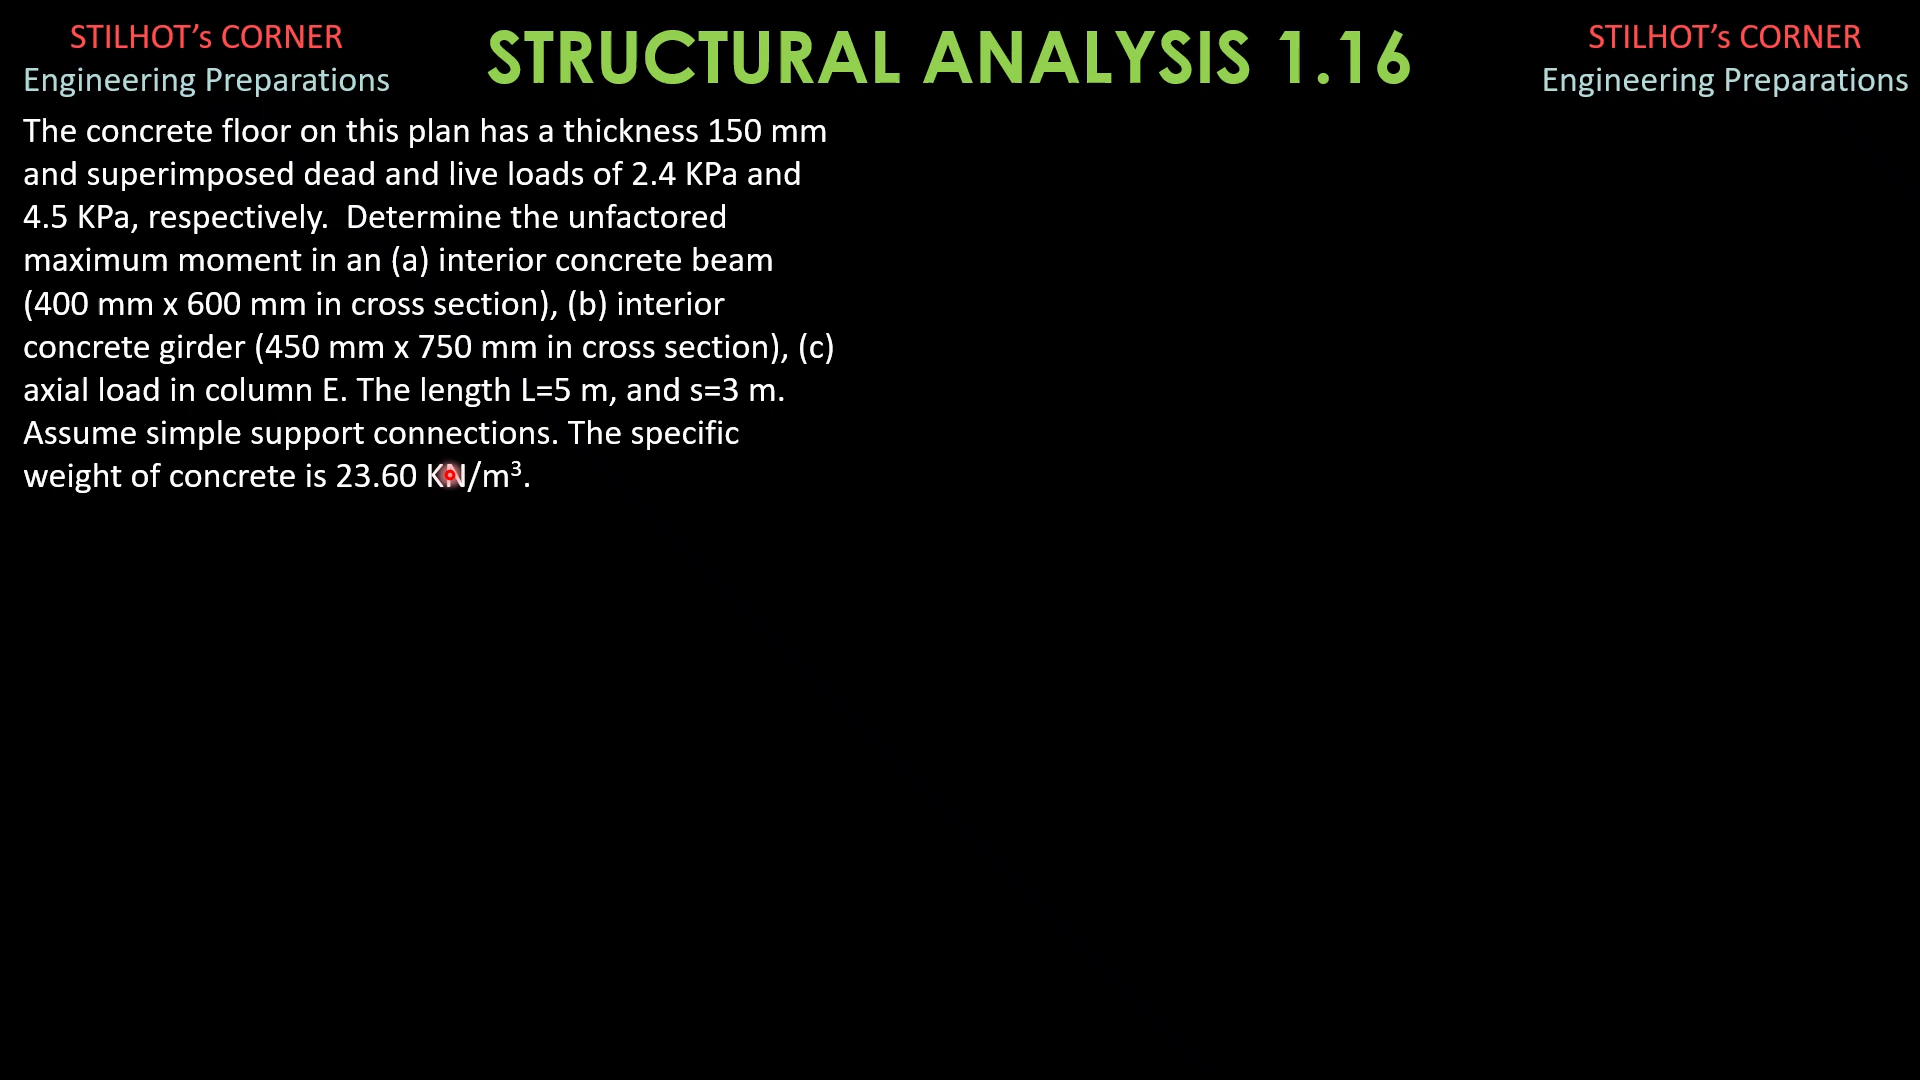 STILHOT’s CORNER
Engineering Preparations
STRUCTURAL ANALYSIS 1.16
STILHOT’s CORNER
Engineering Preparations
The concrete floor on this plan has a thickness 150 mm
and superimposed dead and live loads of 2.4 KPa and
4.5 KPa, respectively.  Determine the unfactored
maximum moment in an (a) interior concrete beam
(400 mm x 600 mm in cross section), (b) interior
concrete girder (450 mm x 750 mm in cross section), (c)
axial load in column E. The length L=5 m, and s=3 m.
Assume simple support connections. The specific
weight of concrete is 23.60 KN/m³.